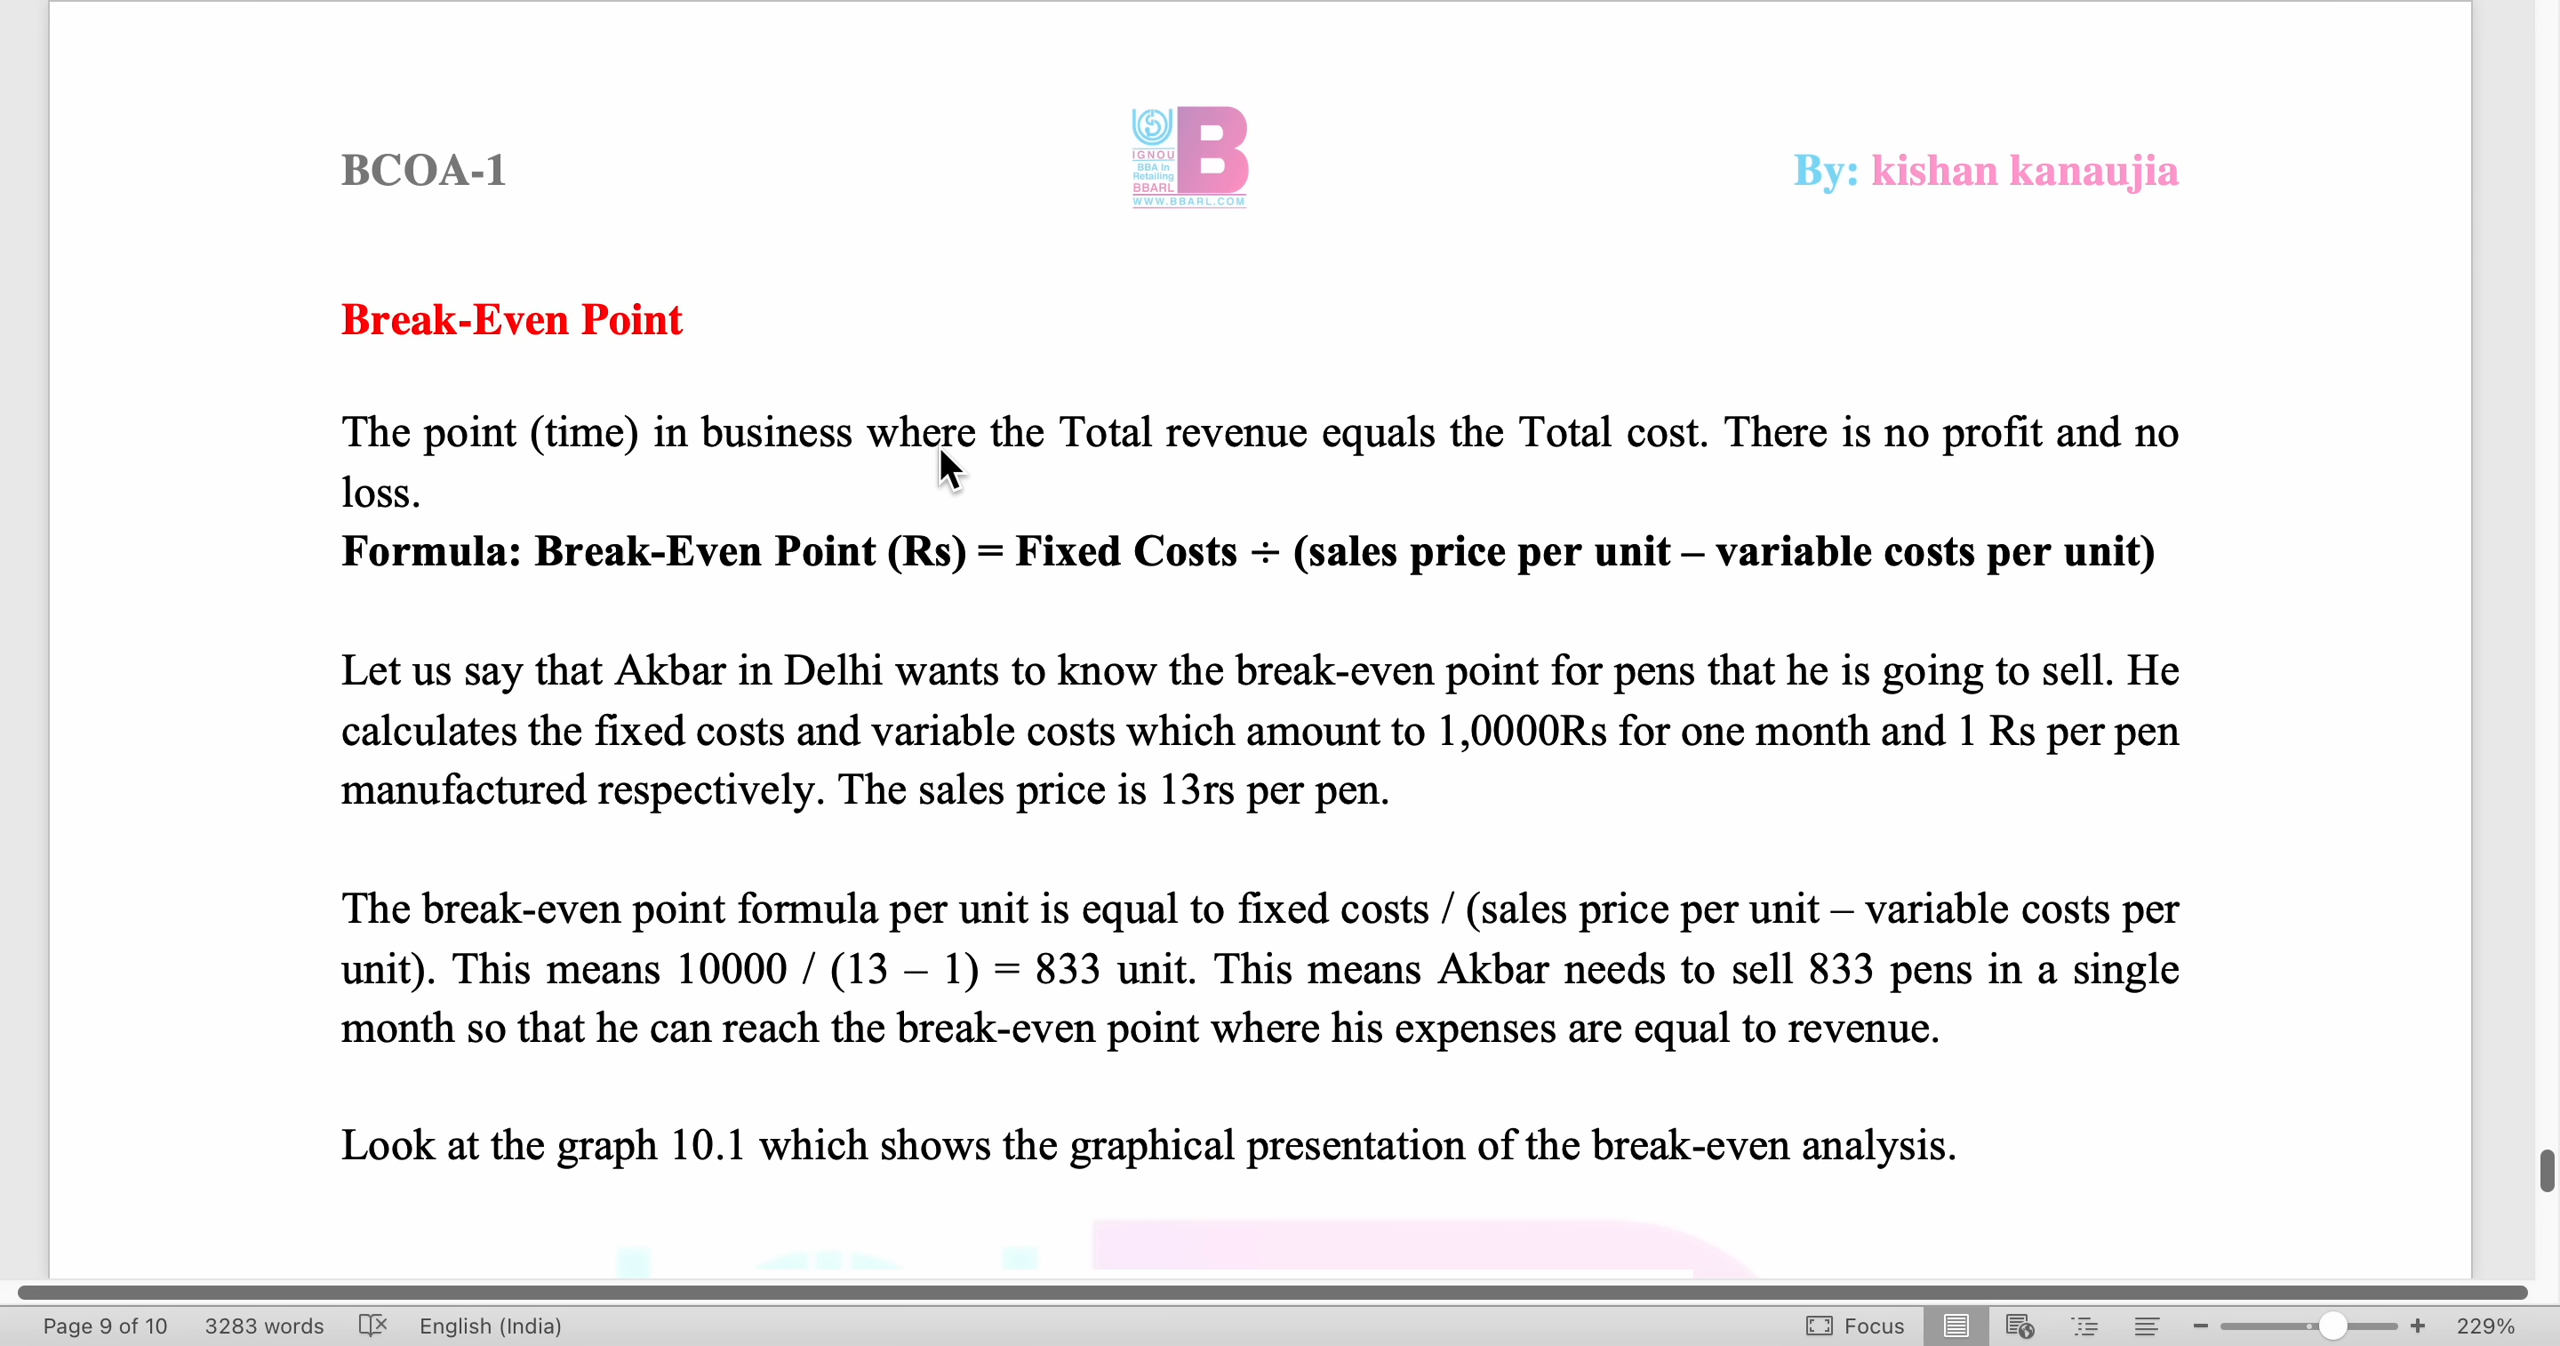 BCOA-1
IGNOU
BBA In
Retailing
BBARL
WWW.BBARL.COM
B
By: kishan kanaujia
Break-Even Point
The point (time) in business where the Total revenue equals the Total cost. There is no profit and no
loss.
Formula: Break-Even Point (Rs) = Fixed Costs ÷ (sales price per unit – variable costs per unit)
Let us say that Akbar in Delhi wants to know the break-even point for pens that he is going to sell. He
calculates the fixed costs and variable costs which amount to 1,0000Rs for one month and 1 Rs per pen
manufactured respectively. The sales price is 13rs per pen.
The break-even point formula per unit is equal to fixed costs / (sales price per unit – variable costs per
unit). This means 10000 / (13 – 1) = 833 unit. This means Akbar needs to sell 833 pens in a single
month so that he can reach the break-even point where his expenses are equal to revenue.
Look at the graph 10.1 which shows the graphical presentation of the break-even analysis.
Page 9 of 10 3283 words English (India) Focus 229%